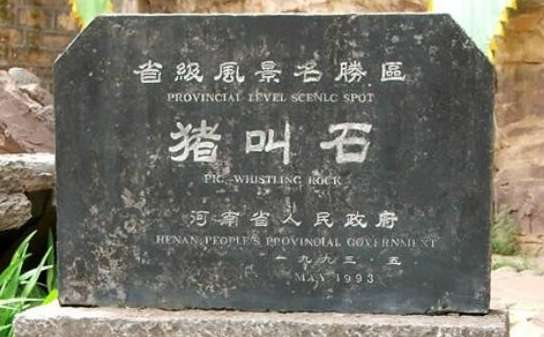 省級風景名勝區
PROVINCIAL LEVEL SCENLC SPOT
猪叫石
PIG-WHISTLING ROCK
河南省人民政府
HENAN PEOPLE'S PROVINCIAL GOVERNMENT
一九九三·五
MAY 1993